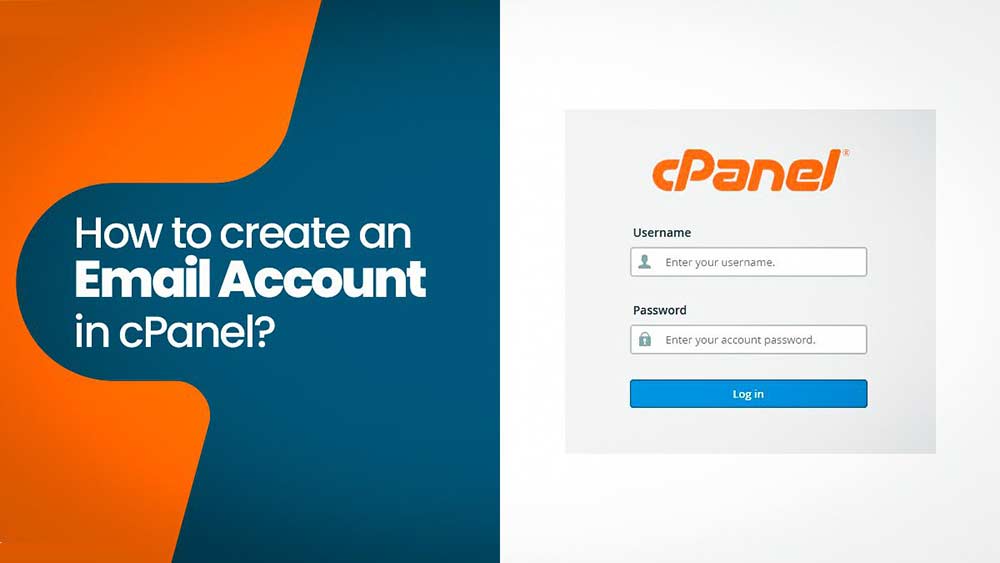 How to create an
Email Account
in cPanel?
cPanel®
Username
Enter your username.
Password
Enter your account password.
Log in